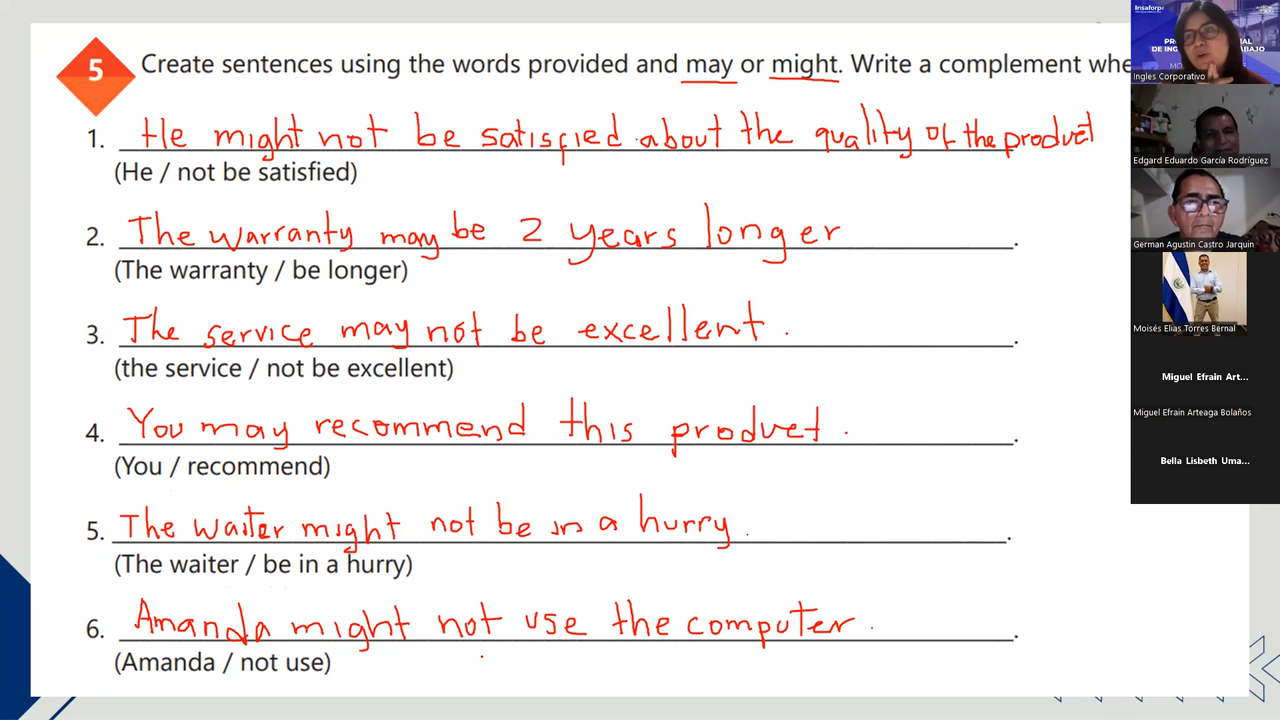 5 Create sentences using the words provided and may or might. Write a complement whe
1. He might not be satisfied about the quality of the product
(He / not be satisfied)
2. The warranty may be 2 years longer.
(The warranty / be longer)
3. The service may not be excellent.
(the service / not be excellent)
4. You may recommend this product.
(You / recommend)
5. The waiter might not be in a hurry.
(The waiter / be in a hurry)
6. Amanda might not use the computer.
(Amanda / not use)
Insaforp
Ingles Corporativo
Edgard Eduardo García Rodríguez
German Agustin Castro Jarquin
Moisés Elias Torres Bernal
Miguel Efrain Art...
Miguel Efrain Arteaga Bolaños
Bella Lisbeth Uma...